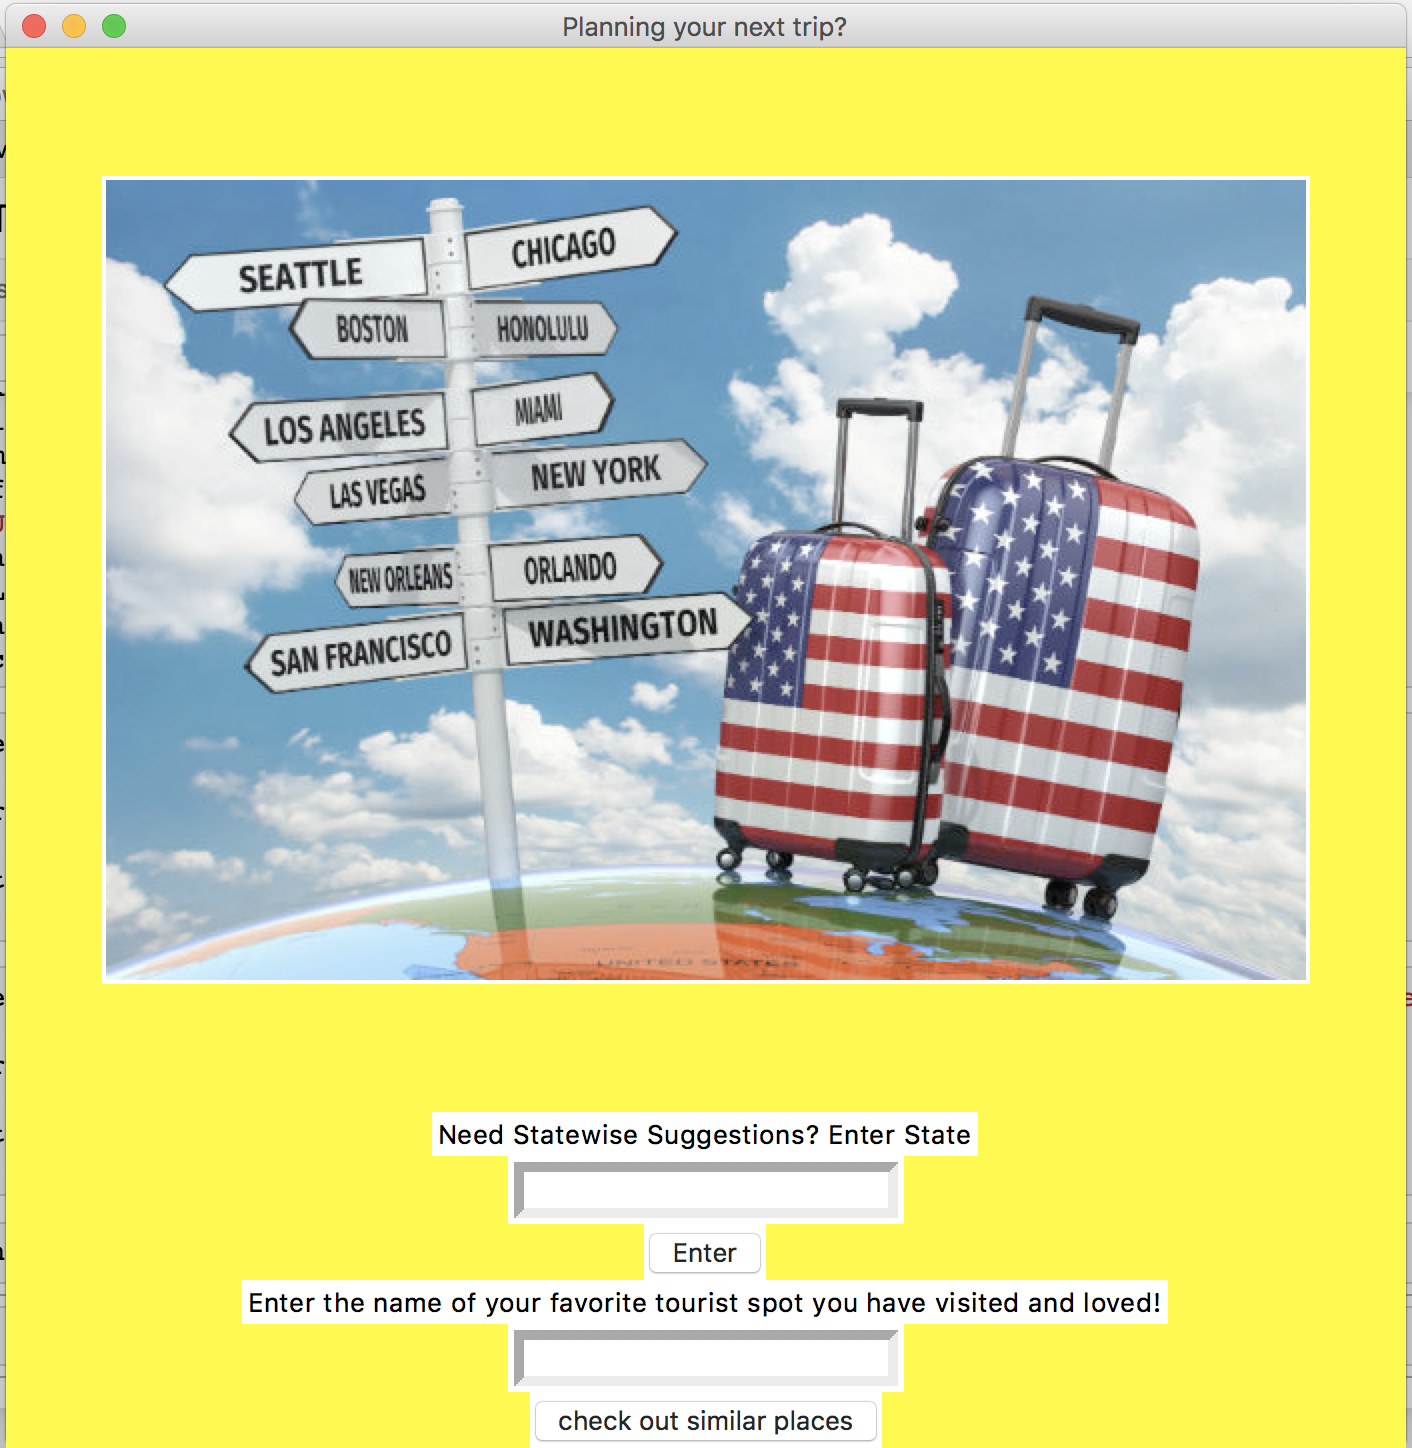 Planning your next trip?
SEATTLE
CHICAGO
BOSTON
HONOLULU
LOS ANGELES
MIAMI
LAS VEGAS
NEW YORK
NEW ORLEANS
ORLANDO
SAN FRANCISCO
WASHINGTON
UNITED STATES
Need Statewise Suggestions? Enter State
Enter
Enter the name of your favorite tourist spot you have visited and loved!
check out similar places